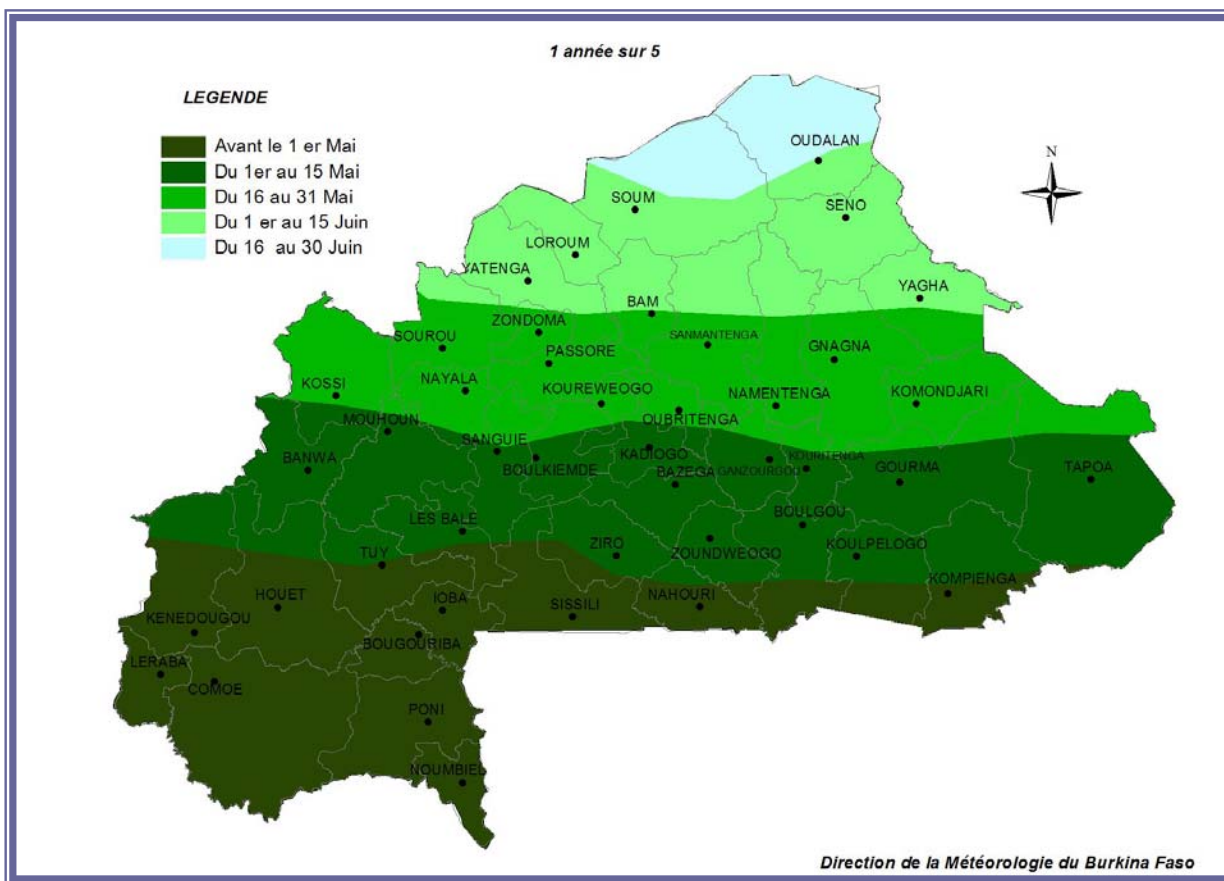 1 année sur 5
LEGENDE
Avant le 1 er Mai
Du 1er au 15 Mai
Du 16 au 31 Mai
Du 1 er au 15 Juin
Du 16 au 30 Juin
N
OUDALAN
SOUM
SENO
LOROUM
YATENGA
YAGHA
BAM
ZONDOMA
SANMANTENGA
SOUROU
PASSORE
GNAGNA
KOSSI
NAYALA
KOUREWEOGO
NAMENTENGA
KOMONDJARI
OUBRITENGA
MOUHOUN
SANGUIE
BANWA
BOULKIEMDE
KADIOGO
BAZEGA
GANZOURGOU
KOURITENGA
GOURMA
TAPOA
LES BALE
BOULGOU
TUY
ZIRO
ZOUNDWEOGO
KOULPELOGO
KOMPIENGA
HOUET
IOBA
SISSILI
NAHOURI
KENEDOUGOU
BOUGOURIBA
LERABA
COMOE
PONI
NOUMBIEL
Direction de la Météorologie du Burkina Faso